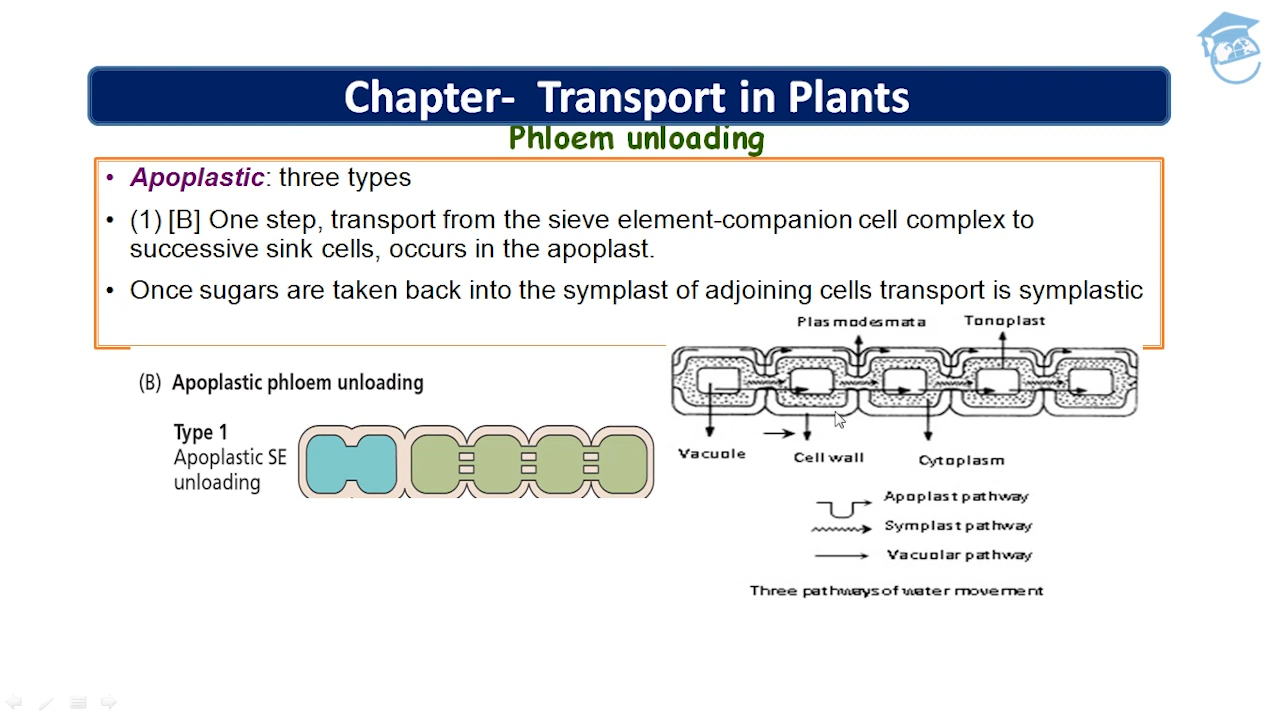 Chapter-  Transport in Plants
Phloem unloading
• Apoplastic: three types
• (1) [B] One step, transport from the sieve element-companion cell complex to
successive sink cells, occurs in the apoplast.
• Once sugars are taken back into the symplast of adjoining cells transport is symplastic
Plasmodesmata
Tonoplast
(B) Apoplastic phloem unloading
Type 1
Apoplastic SE
unloading
Vacuole
Cell wall
Cytoplasm
Apoplast pathway
Symplast pathway
Vacuolar pathway
Three pathways of water movement